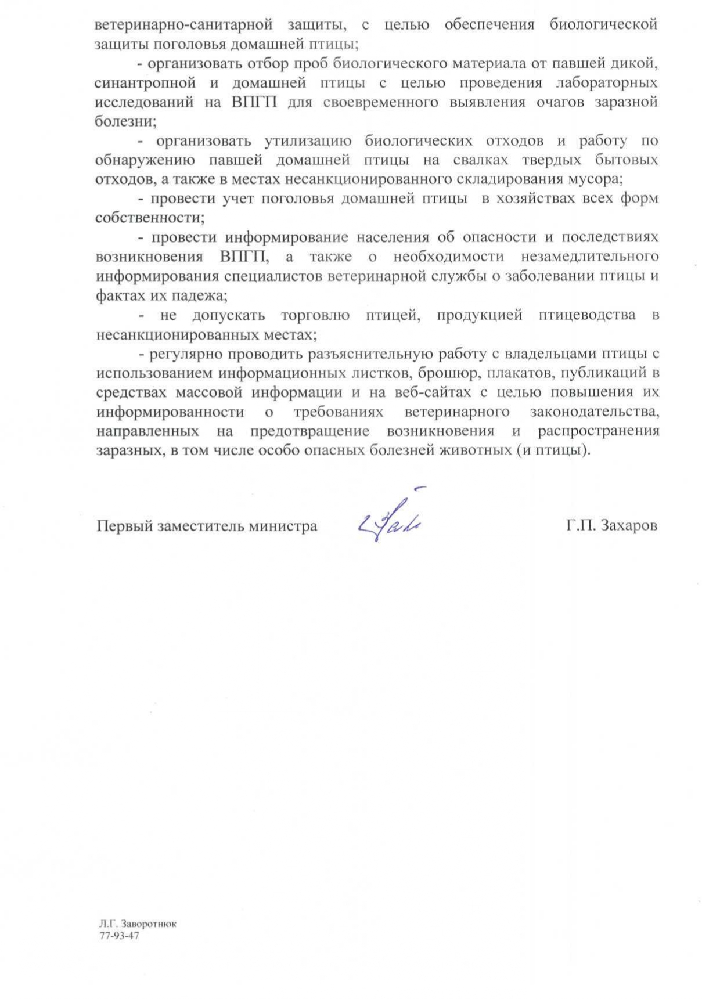 ветеринарно-санитарной защиты, с целью обеспечения биологической
защиты поголовья домашней птицы;
- организовать отбор проб биологического материала от павшей дикой,
синантропной и домашней птицы с целью проведения лабораторных
исследований на ВПГП для своевременного выявления очагов заразной
болезни;
- организовать утилизацию биологических отходов и работу по
обнаружению павшей домашней птицы на свалках твердых бытовых
отходов, а также в местах несанкционированного складирования мусора;
- провести учет поголовья домашней птицы в хозяйствах всех форм
собственности;
- провести информирование населения об опасности и последствиях
возникновения ВПГП, а также о необходимости незамедлительного
информирования специалистов ветеринарной службы о заболевании птицы и
фактах их падежа;
- не допускать торговлю птицей, продукцией птицеводства в
несанкционированных местах;
- регулярно проводить разъяснительную работу с владельцами птицы с
использованием информационных листков, брошюр, плакатов, публикаций в
средствах массовой информации и на веб-сайтах с целью повышения их
информированности о требованиях ветеринарного законодательства,
направленных на предотвращение возникновения и распространения
заразных, в том числе особо опасных болезней животных (и птицы).
Первый заместитель министра Г.П. Захаров
Л.Г. Заворотнюк
77-93-47